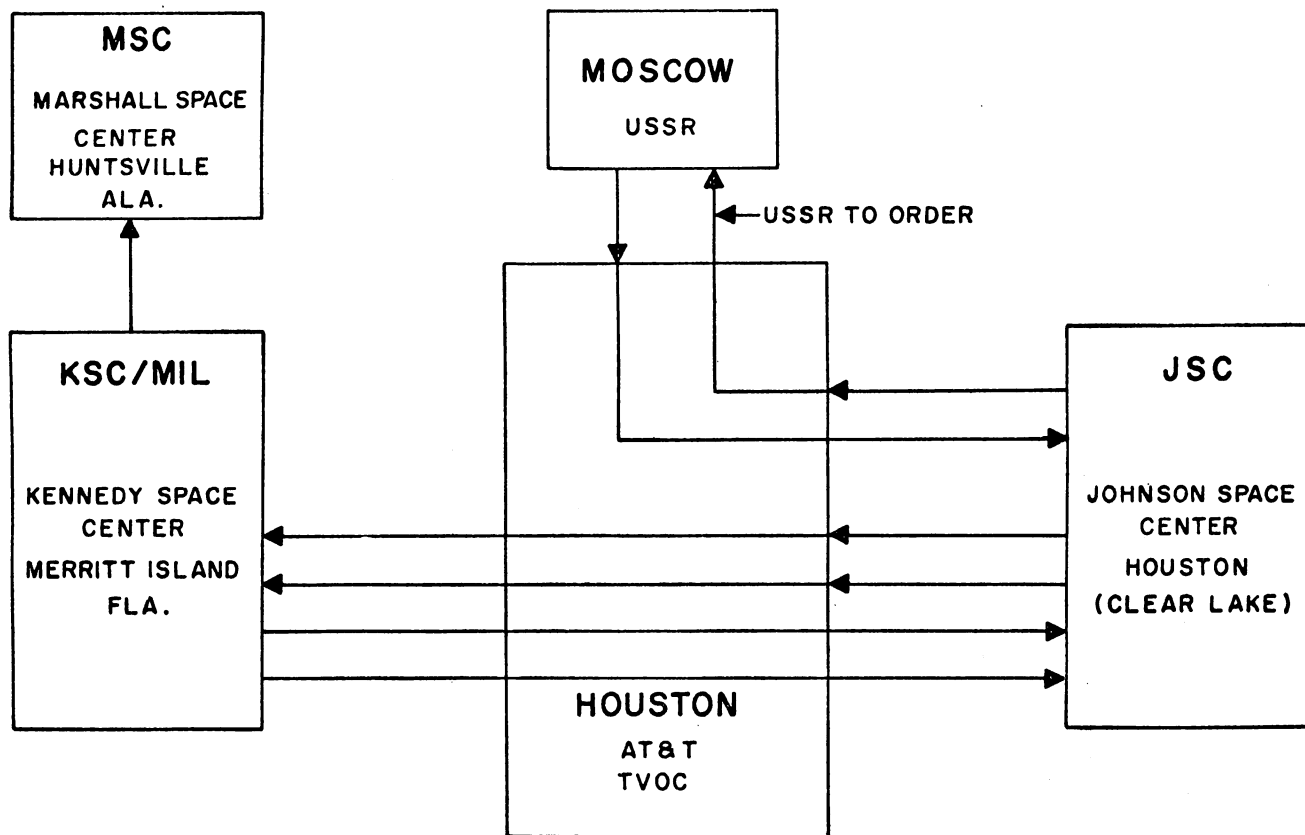 MSC
MARSHALL SPACE
CENTER
HUNTSVILLE
ALA.
MOSCOW
USSR
USSR TO ORDER
KSC/MIL
KENNEDY SPACE
CENTER
MERRITT ISLAND
FLA.
JSC
JOHNSON SPACE
CENTER
HOUSTON
(CLEAR LAKE)
HOUSTON
AT&T
TVOC